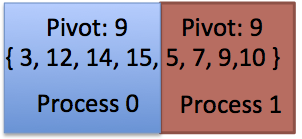 Pivot: 9 Pivot: 9
{ 3, 12, 14, 15, 5, 7, 9,10 }
Process 0 Process 1